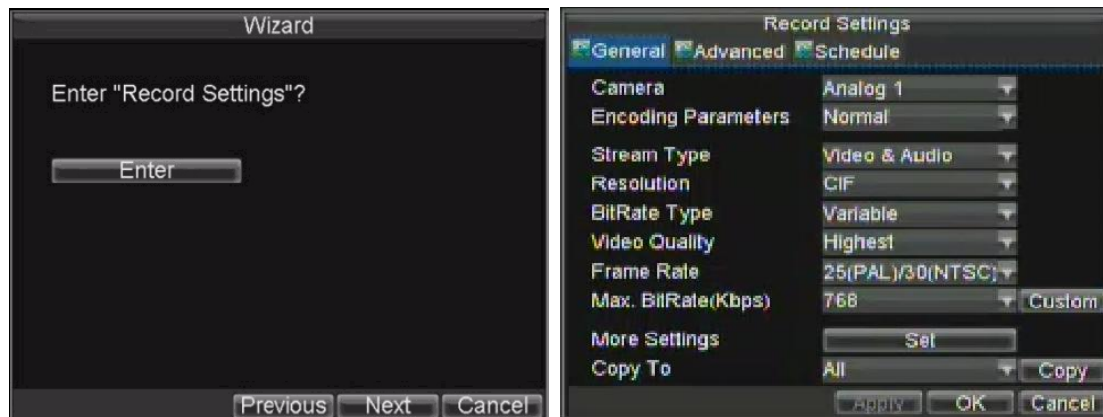 Wizard
Enter "Record Settings"?
Enter
Previous Next Cancel
Record Settings
General Advanced Schedule
Camera Analog 1
Encoding Parameters Normal
Stream Type Video & Audio
Resolution CIF
BitRate Type Variable
Video Quality Highest
Frame Rate 25(PAL)/30(NTSC)
Max. BitRate(Kbps) 768 Custom
More Settings Set
Copy To All Copy
Apply OK Cancel